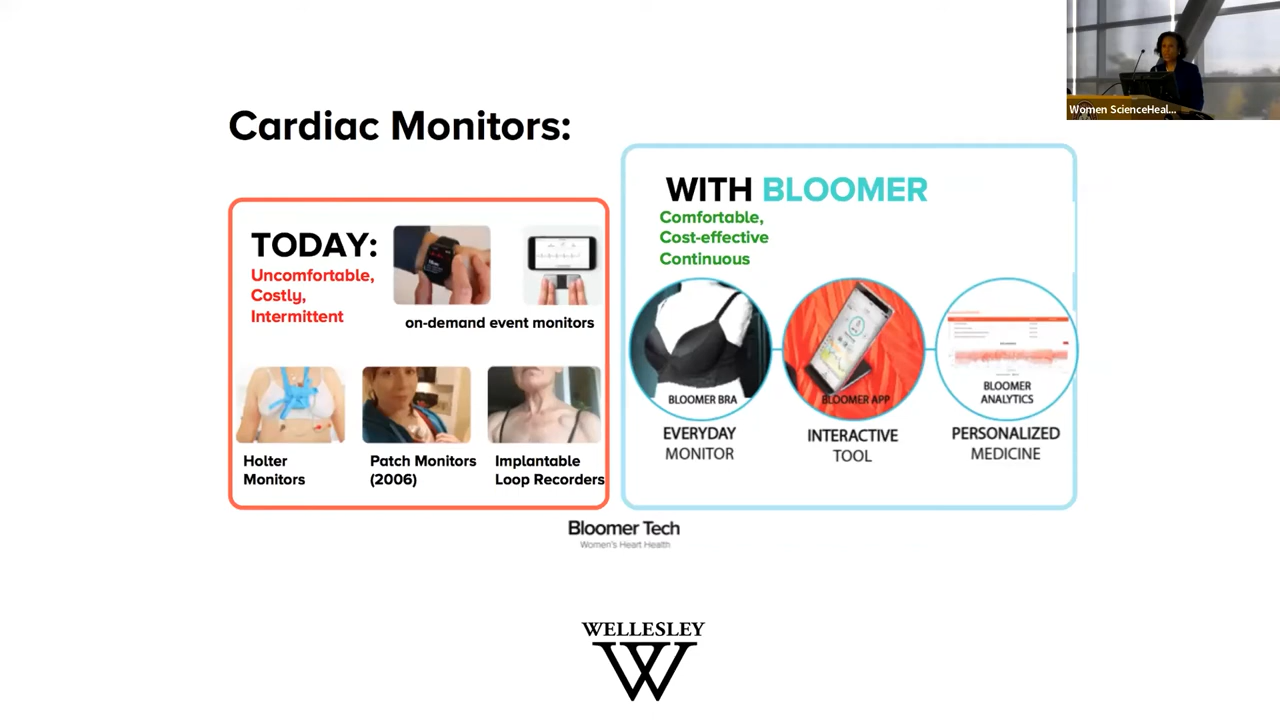 Women ScienceHeal...
Cardiac Monitors:
TODAY:
Uncomfortable,
Costly,
Intermittent
on-demand event monitors
Holter
Monitors
Patch Monitors
(2006)
Implantable
Loop Recorders
WITH BLOOMER
Comfortable,
Cost-effective
Continuous
BLOOMER BRA
EVERYDAY
MONITOR
BLOOMER APP
INTERACTIVE
TOOL
BLOOMER
ANALYTICS
PERSONALIZED
MEDICINE
Bloomer Tech
Women's Heart Health
WELLESLEY
W